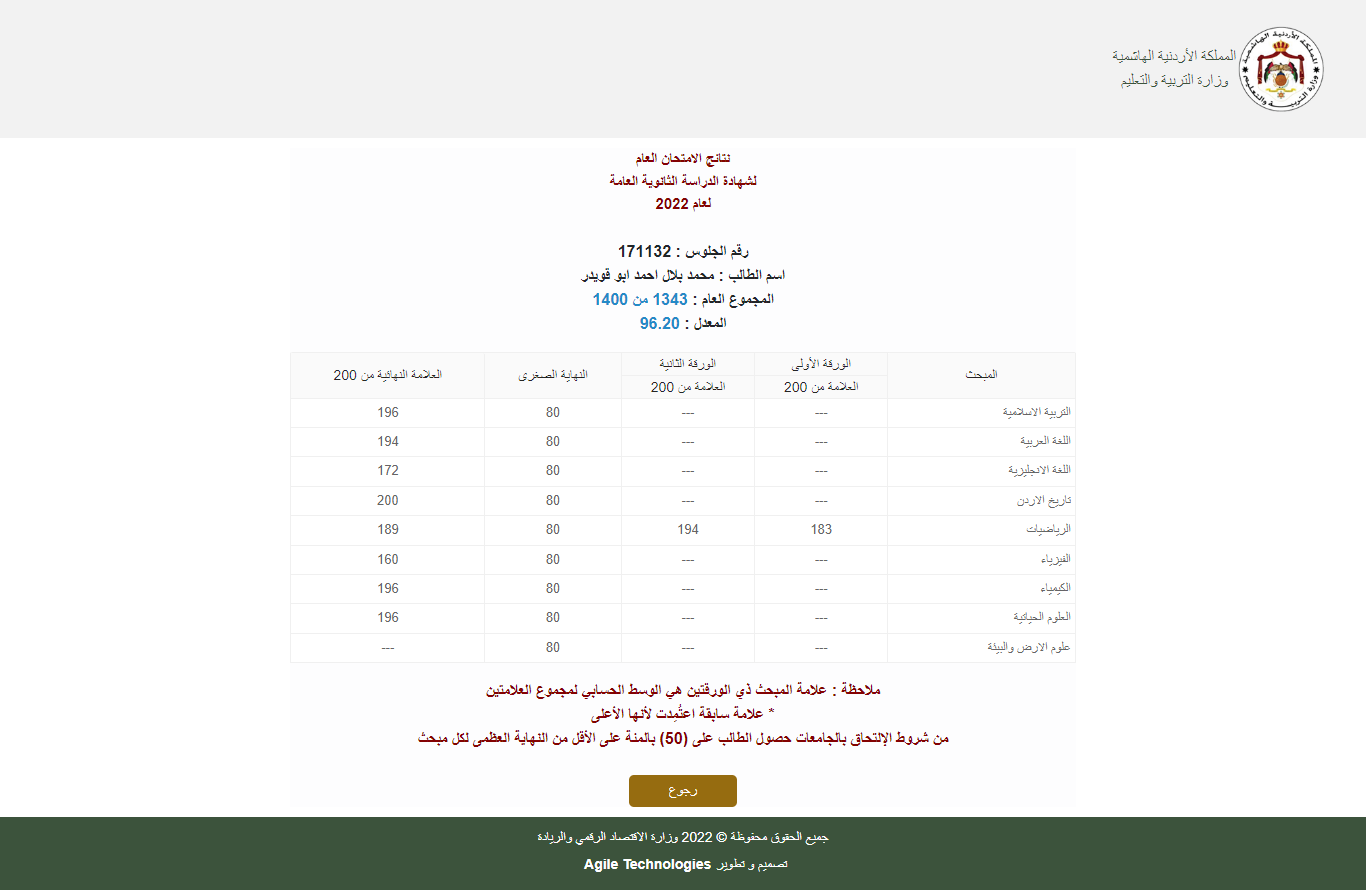 المملكة الأردنية الهاشمية
وزارة التربية والتعليم
نتائج الامتحان العام
لشهادة الدراسة الثانوية العامة
لعام 2022
رقم الجلوس : 171132
اسم الطالب : محمد بلال احمد ابو قويدر
المجموع العام : 1343 من 1400
المعدل : 96.20
المبحث الورقة الأولى الورقة الثانية النهاية الصغرى العلامة النهائية من 200
العلامة من 200 العلامة من 200
التربية الاسلامية --- --- 80 196
اللغة العربية --- --- 80 194
اللغة الانجليزية --- --- 80 172
تاريخ الاردن --- --- 80 200
الرياضيات 183 194 80 189
الفيزياء --- --- 80 160
الكيمياء --- --- 80 196
العلوم الحياتية --- --- 80 196
علوم الارض والبيئة --- --- 80 ---
ملاحظة : علامة المبحث ذي الورقتين هي الوسط الحسابي لمجموع العلامتين
* علامة سابقة اعتُمِدت لأنها الأعلى
من شروط الإلتحاق بالجامعات حصول الطالب على (50) بالمئة على الأقل من النهاية العظمى لكل مبحث
رجوع
جميع الحقوق محفوظة © 2022 وزارة الاقتصاد الرقمي والريادة
تصميم و تطوير Agile Technologies